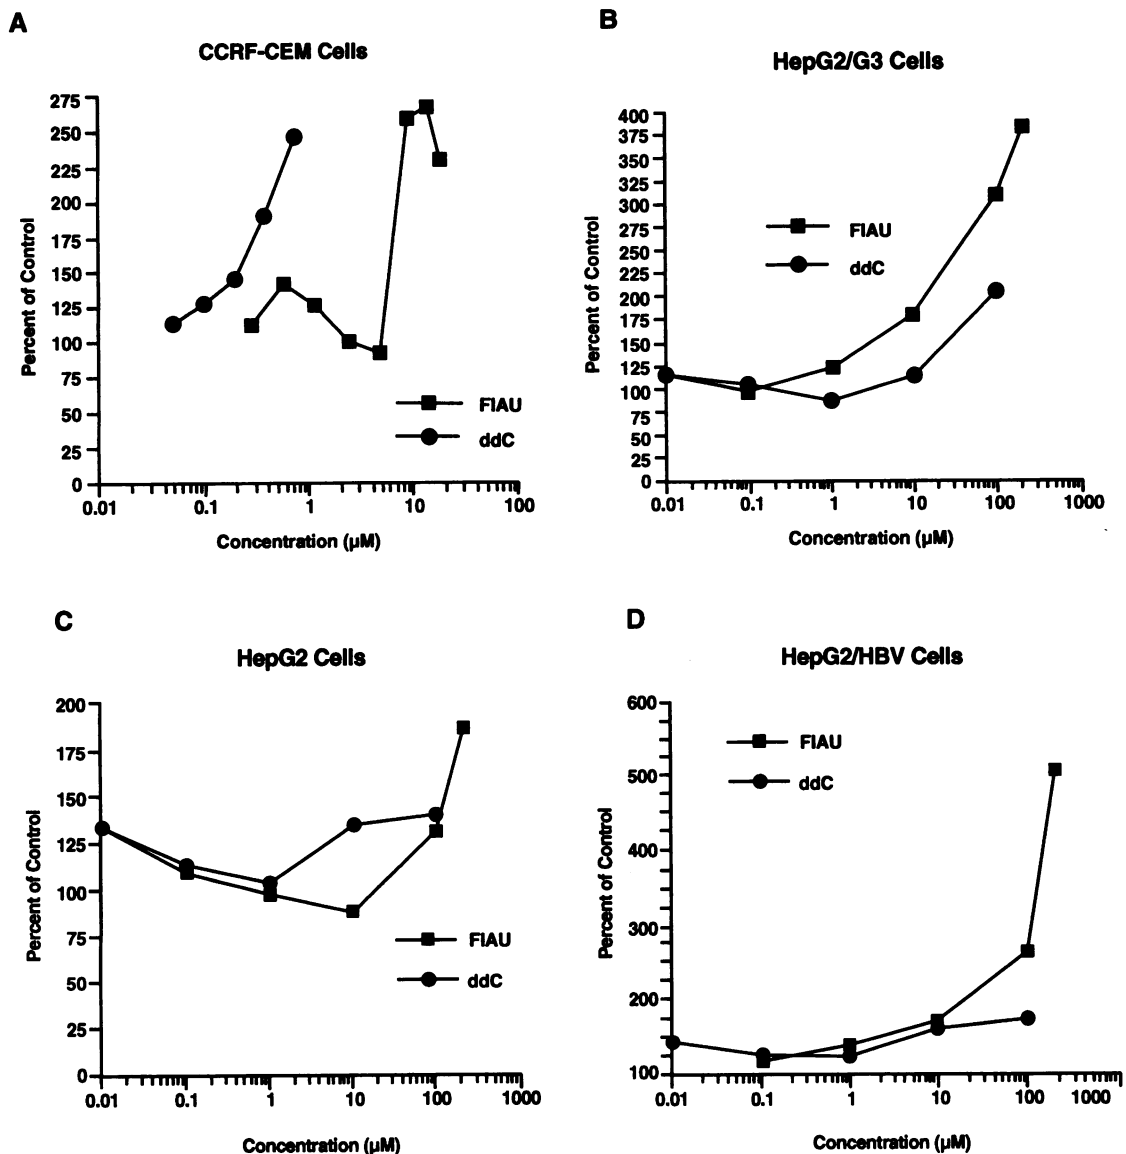 A
CCRF-CEM Cells
275
250
225
200
175
150
125
100
75
50
25
0
Percent of Control
FIAU
ddC
0.01
0.1
1
10
100
Concentration (µM)
B
HepG2/G3 Cells
400
375
350
325
300
275
250
225
200
175
150
125
100
75
50
25
0
Percent of Control
FIAU
ddC
0.01
0.1
1
10
100
1000
Concentration (µM)
C
HepG2 Cells
200
175
150
125
100
75
50
25
0
Percent of Control
FIAU
ddC
0.01
0.1
1
10
100
1000
Concentration (µM)
D
HepG2/HBV Cells
600
500
400
300
200
100
Percent of Control
FIAU
ddC
0.01
0.1
1
10
100
1000
Concentration (µM)